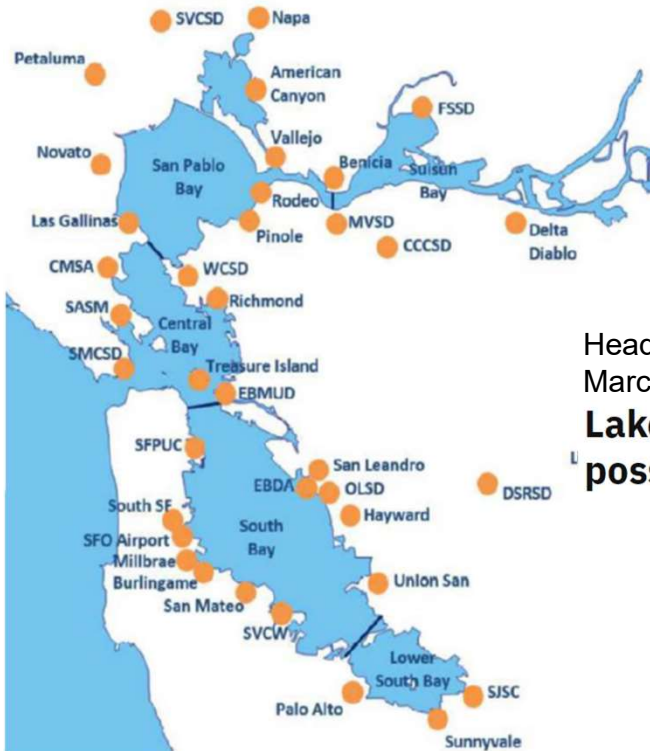 SVCSD
Napa
Petaluma
American
Canyon
FSSD
Vallejo
Novato
San Pablo
Bay
Benicia
Suisun
Bay
Rodeo
Las Gallinas
Pinole
MVSD
CCCSD
Delta
Diablo
CMSA
WCSD
Richmond
SASM
Central
Bay
SMCSD
Treasure Island
EBMUD
Head
Marc
Lake
poss
SFPUC
San Leandro
EBDA
OLSD
DSRSD
South SF
Hayward
SFO Airport
South
Bay
Millbrae
Burlingame
Union San
San Mateo
SVCW
Lower
South Bay
Palo Alto
SJSC
Sunnyvale